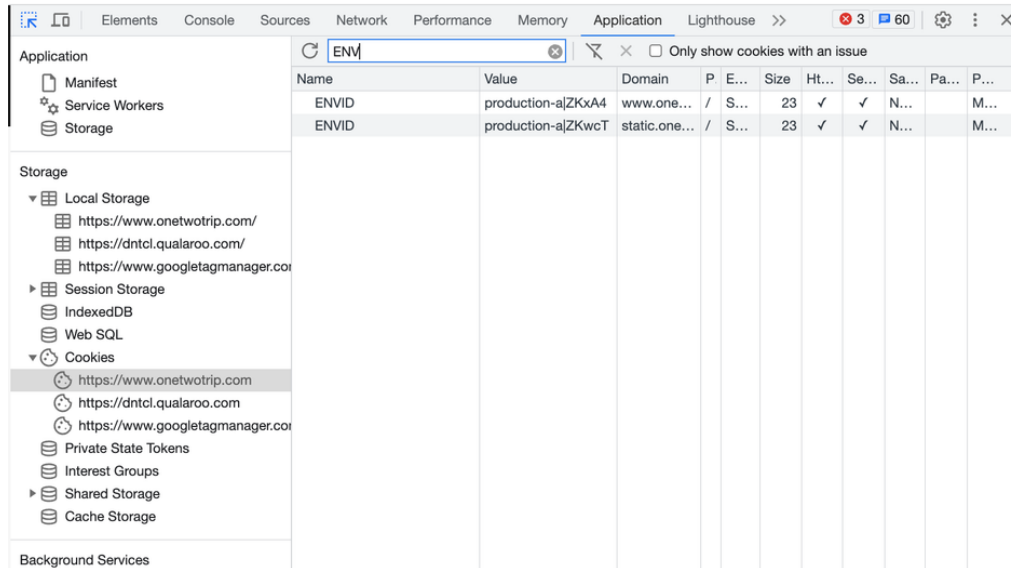 Elements Console Sources Network Performance Memory Application Lighthouse >> 3 60
Application
Manifest
Service Workers
Storage
Storage
Local Storage
https://www.onetwotrip.com/
https://dntcl.qualaroo.com/
https://www.googletagmanager.cor
Session Storage
IndexedDB
Web SQL
Cookies
https://www.onetwotrip.com
https://dntcl.qualaroo.com
https://www.googletagmanager.cor
Private State Tokens
Interest Groups
Shared Storage
Cache Storage
Background Services
ENV Only show cookies with an issue
Name Value Domain P. E... Size Ht... Se... Sa... Pa... P...
ENVID production-a|ZKxA4 www.one... / S... 23 ✓ ✓ N... M...
ENVID production-a|ZKwcT static.one... / S... 23 ✓ ✓ N... M...